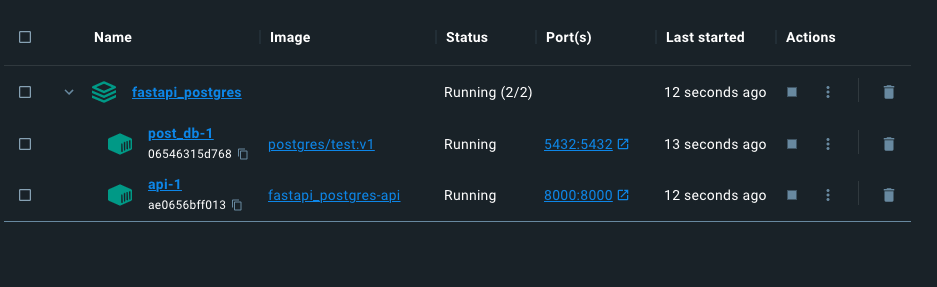 Name Image Status Port(s) Last started Actions
fastapi_postgres Running (2/2) 12 seconds ago
post_db-1
06546315d768 postgres/test:v1 Running 5432:5432 13 seconds ago
api-1
ae0656bff013 fastapi_postgres-api Running 8000:8000 12 seconds ago